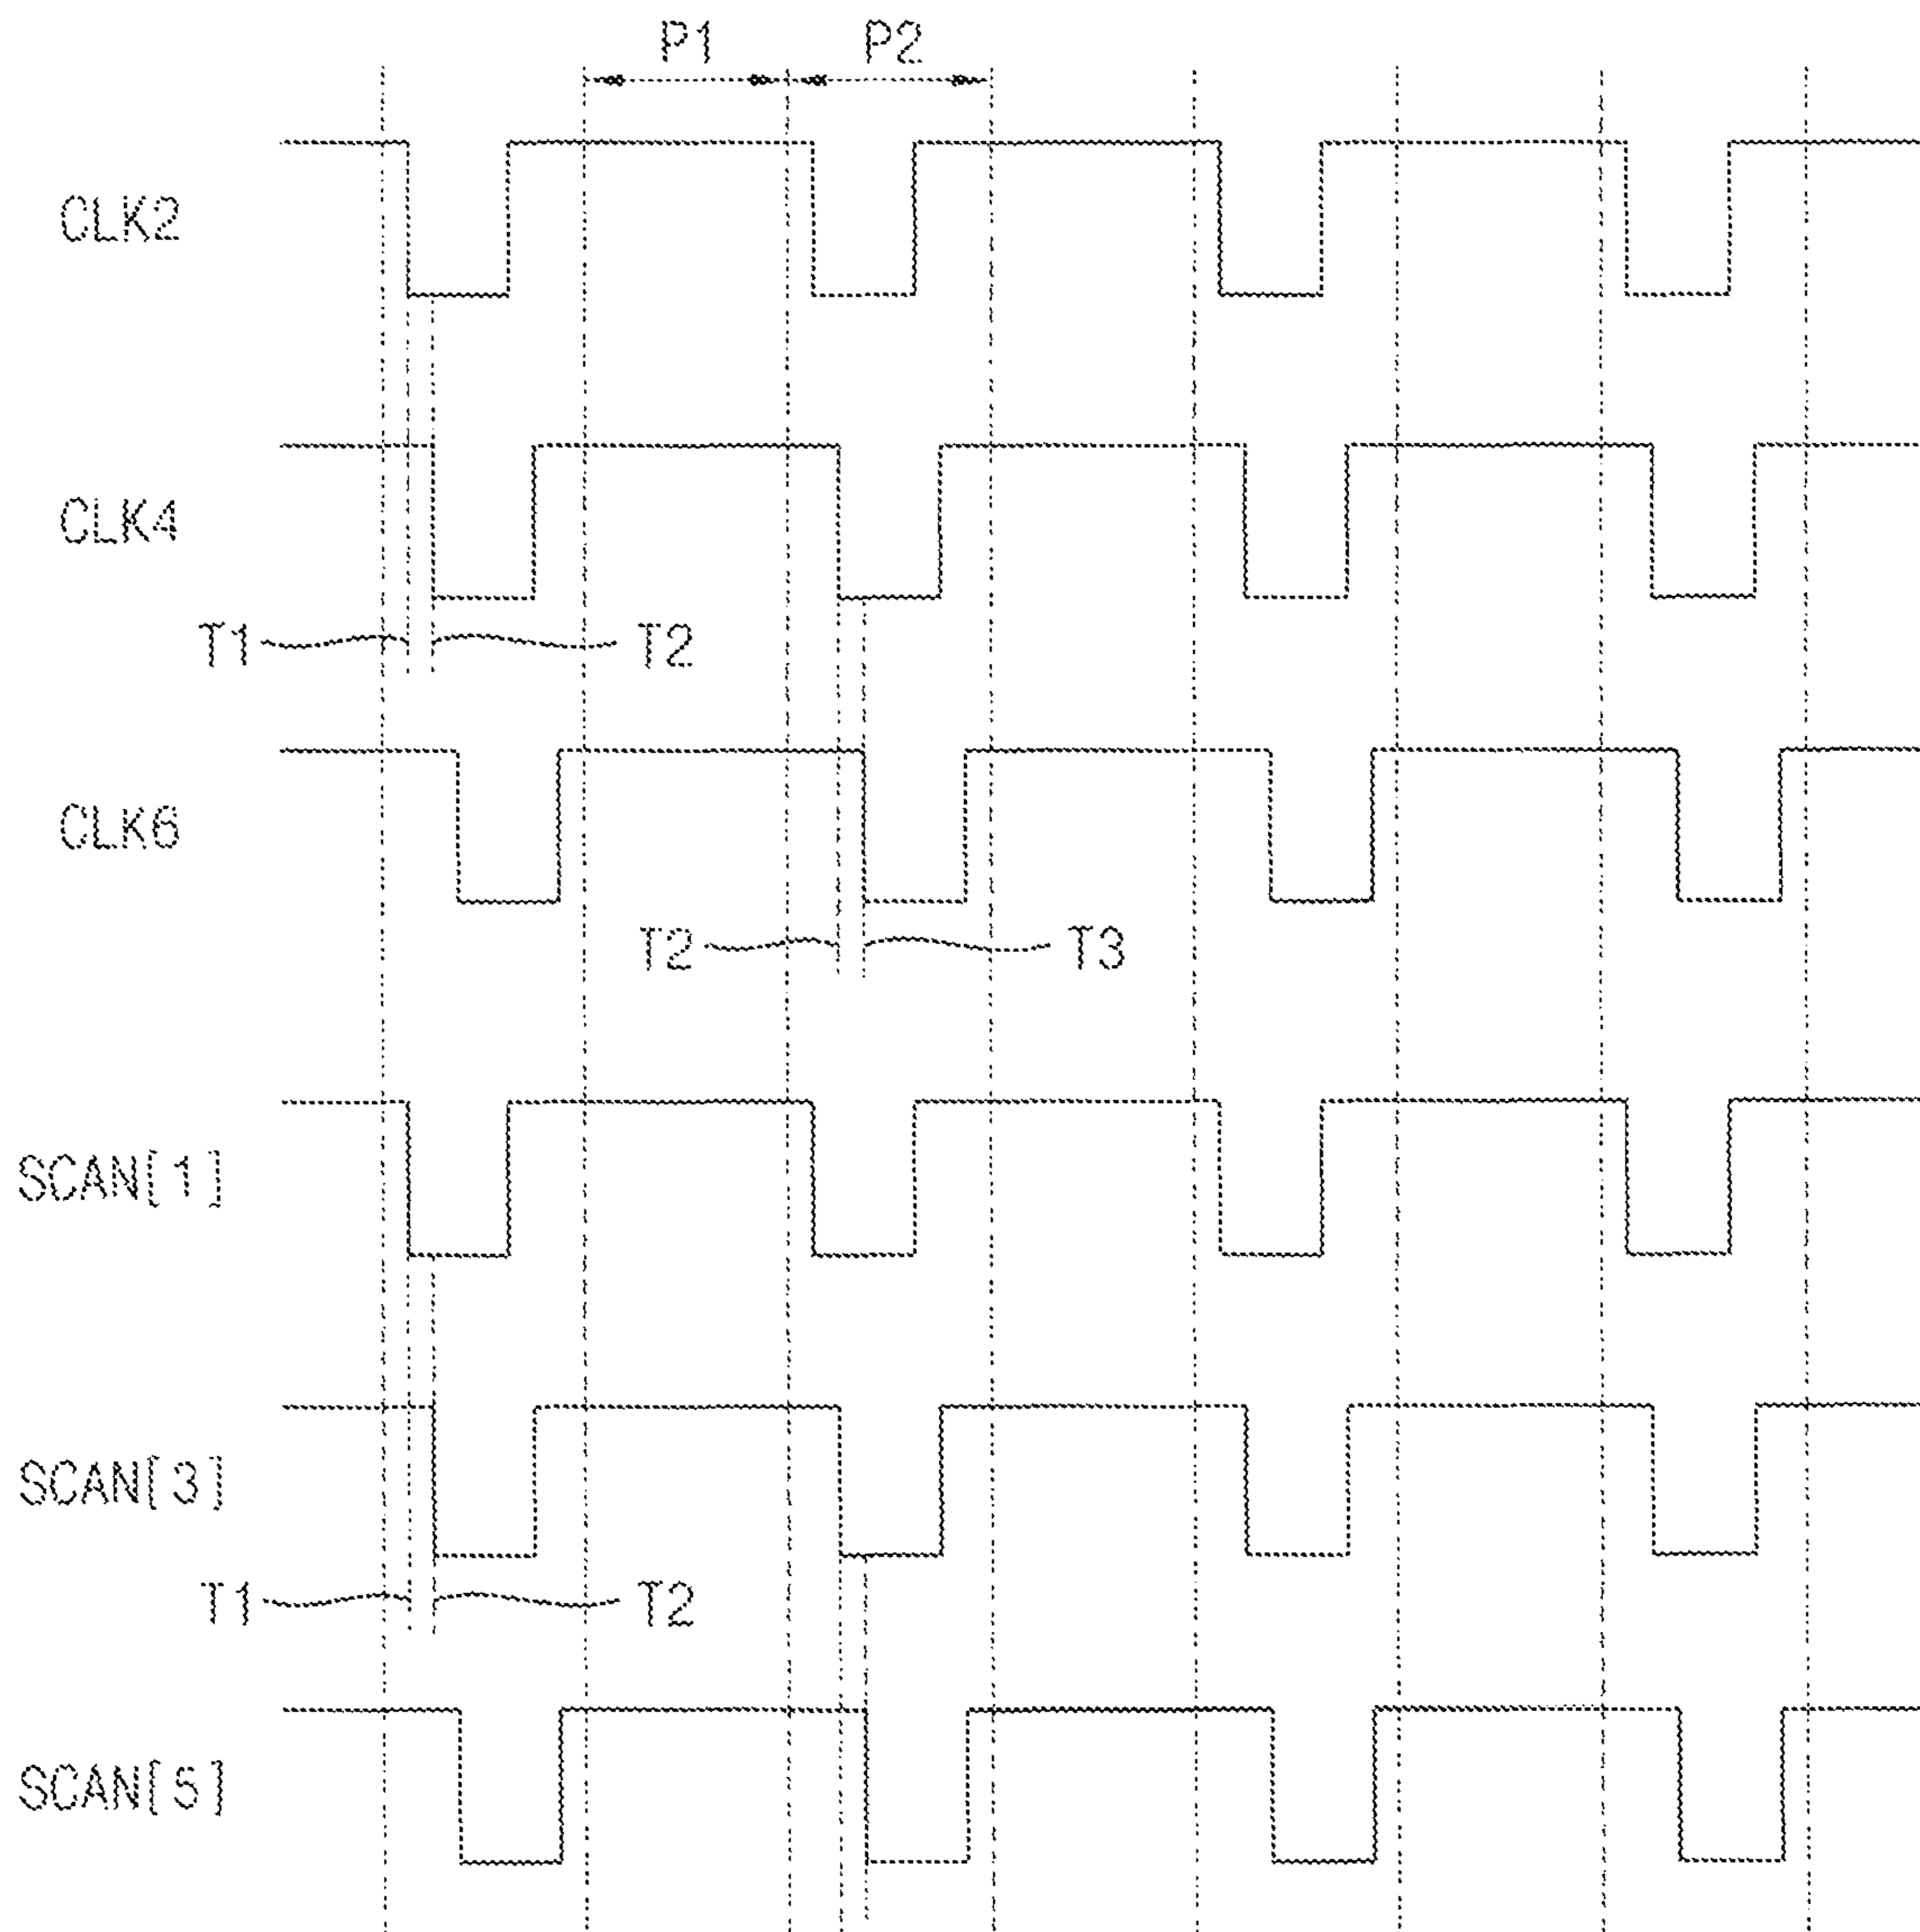 P1 P2
CLK2
CLK4
T1 T2
CLK6
T2 T3
SCAN[1]
SCAN[3]
T1 T2
SCAN[5]